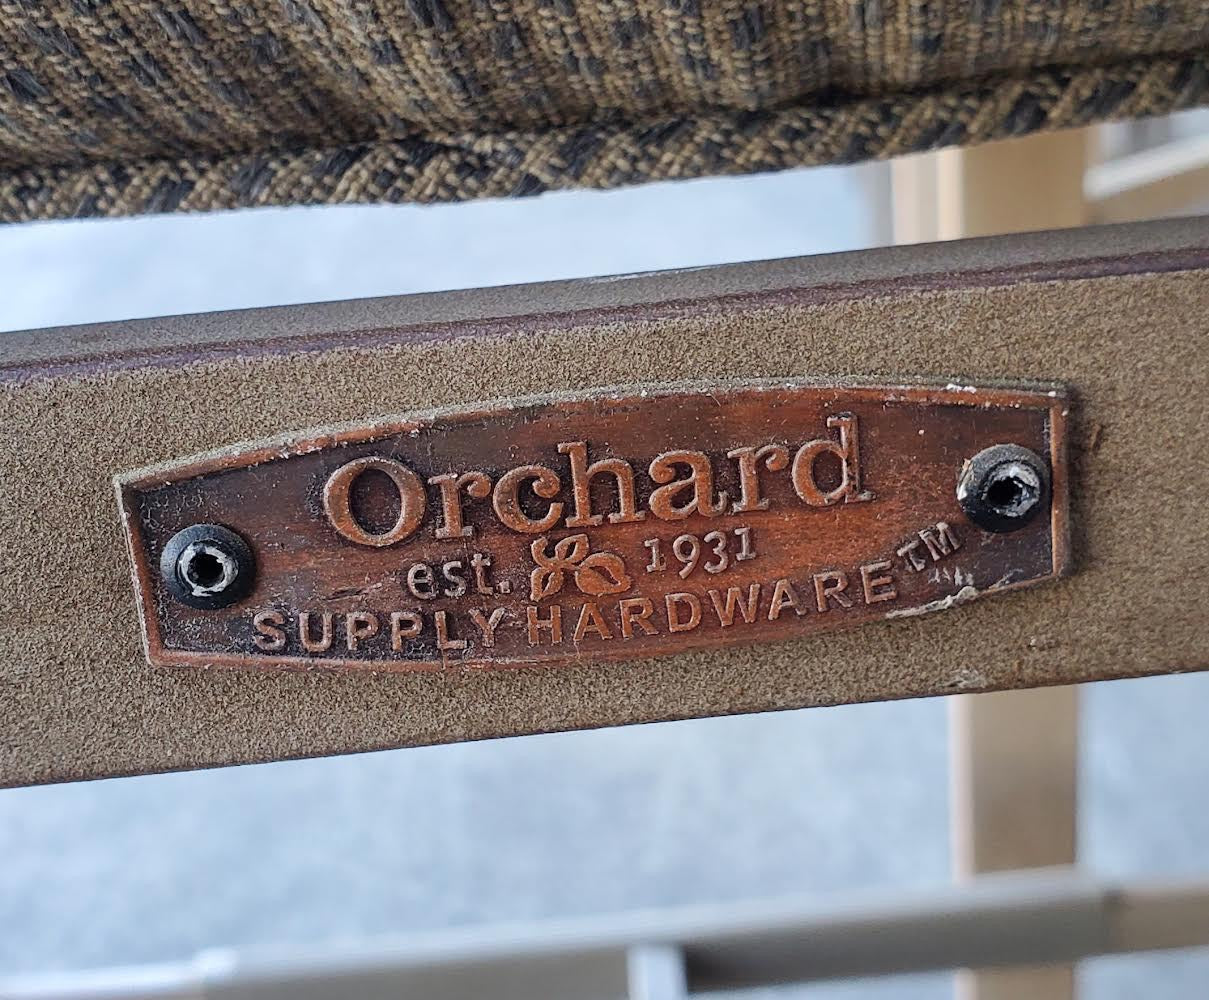 Orchard
est. 1931
SUPPLY HARDWARE™